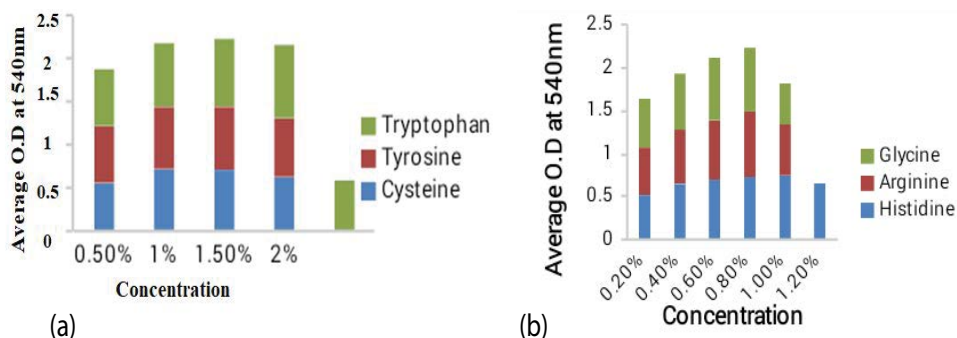 Average O.D at 540nm
2.5
2
1.5
1
0.5
0
0.50% 1% 1.50% 2%
Concentration
Tryptophan
Tyrosine
Cysteine
(a)
Average O.D at 540nm
2.5
2
1.5
1
0.5
0
0.20% 0.40% 0.60% 0.80% 1.00% 1.20%
Concentration
Glycine
Arginine
Histidine
(b)